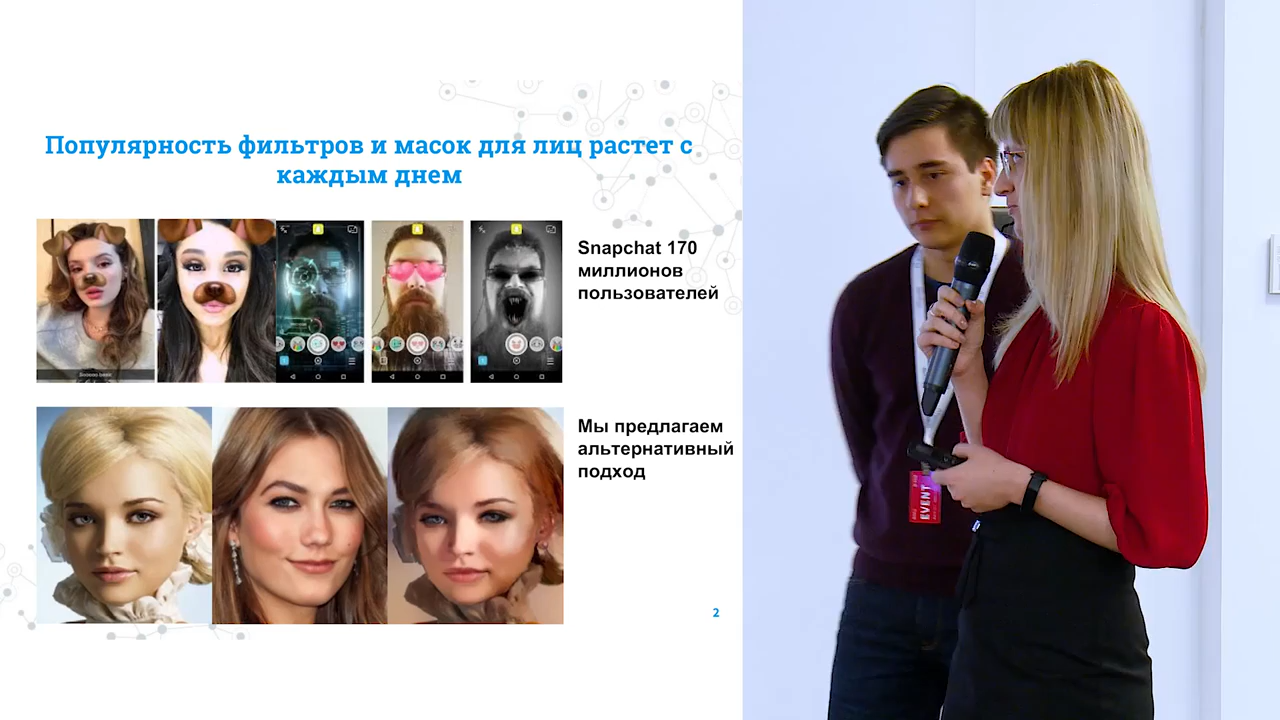 Популярность фильтров и масок для лиц растет с
каждым днем
Snapchat 170
миллионов
пользователей
Мы предлагаем
альтернативный
подход
2
EVENT